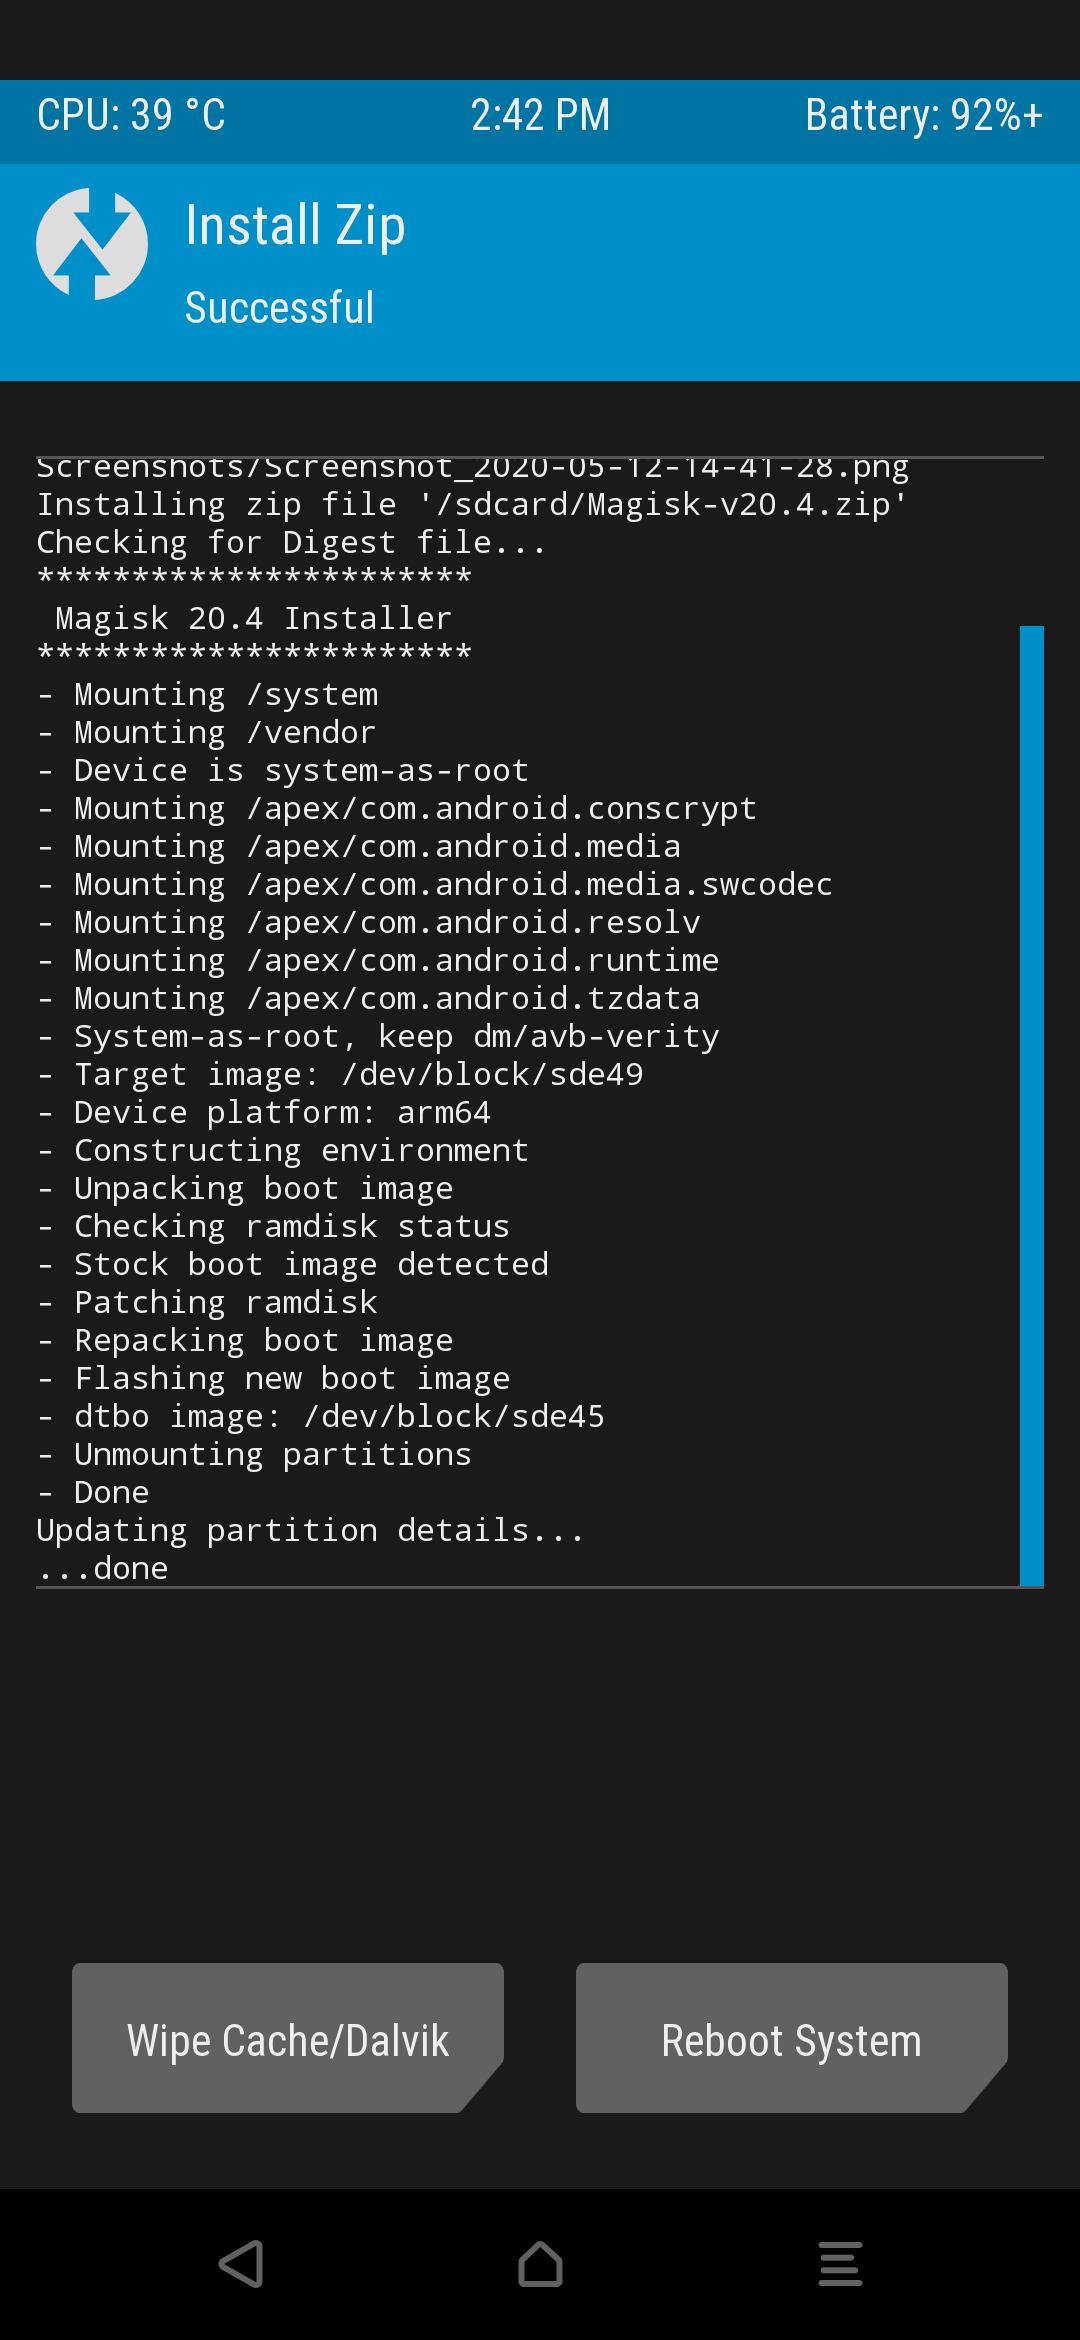 CPU: 39 °C 2:42 PM Battery: 92%+
Install Zip
Successful
Screenshots/Screenshot_2020-05-12-14-41-28.png
Installing zip file '/sdcard/Magisk-v20.4.zip'
Checking for Digest file...
***********************
 Magisk 20.4 Installer
***********************
- Mounting /system
- Mounting /vendor
- Device is system-as-root
- Mounting /apex/com.android.conscrypt
- Mounting /apex/com.android.media
- Mounting /apex/com.android.media.swcodec
- Mounting /apex/com.android.resolv
- Mounting /apex/com.android.runtime
- Mounting /apex/com.android.tzdata
- System-as-root, keep dm/avb-verity
- Target image: /dev/block/sde49
- Device platform: arm64
- Constructing environment
- Unpacking boot image
- Checking ramdisk status
- Stock boot image detected
- Patching ramdisk
- Repacking boot image
- Flashing new boot image
- dtbo image: /dev/block/sde45
- Unmounting partitions
- Done
Updating partition details...
...done
Wipe Cache/Dalvik Reboot System